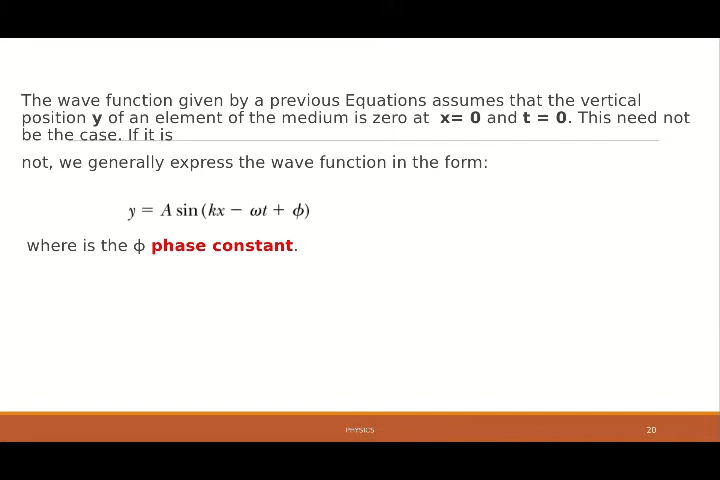 The wave function given by a previous Equations assumes that the vertical
position y of an element of the medium is zero at x= 0 and t = 0. This need not
be the case. If it is
not, we generally express the wave function in the form:
y = A sin (kx − ωt + ϕ)
where is the ϕ phase constant.
PHYSICS
20